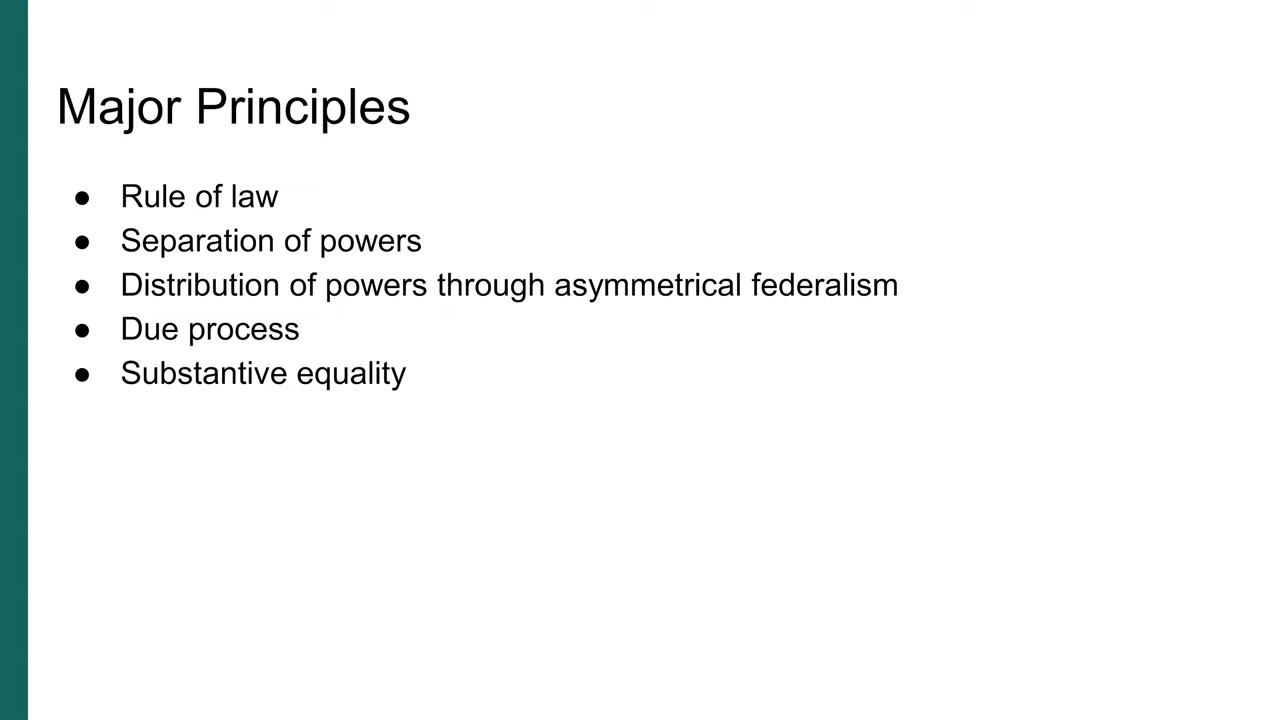 Major Principles
● Rule of law
● Separation of powers
● Distribution of powers through asymmetrical federalism
● Due process
● Substantive equality